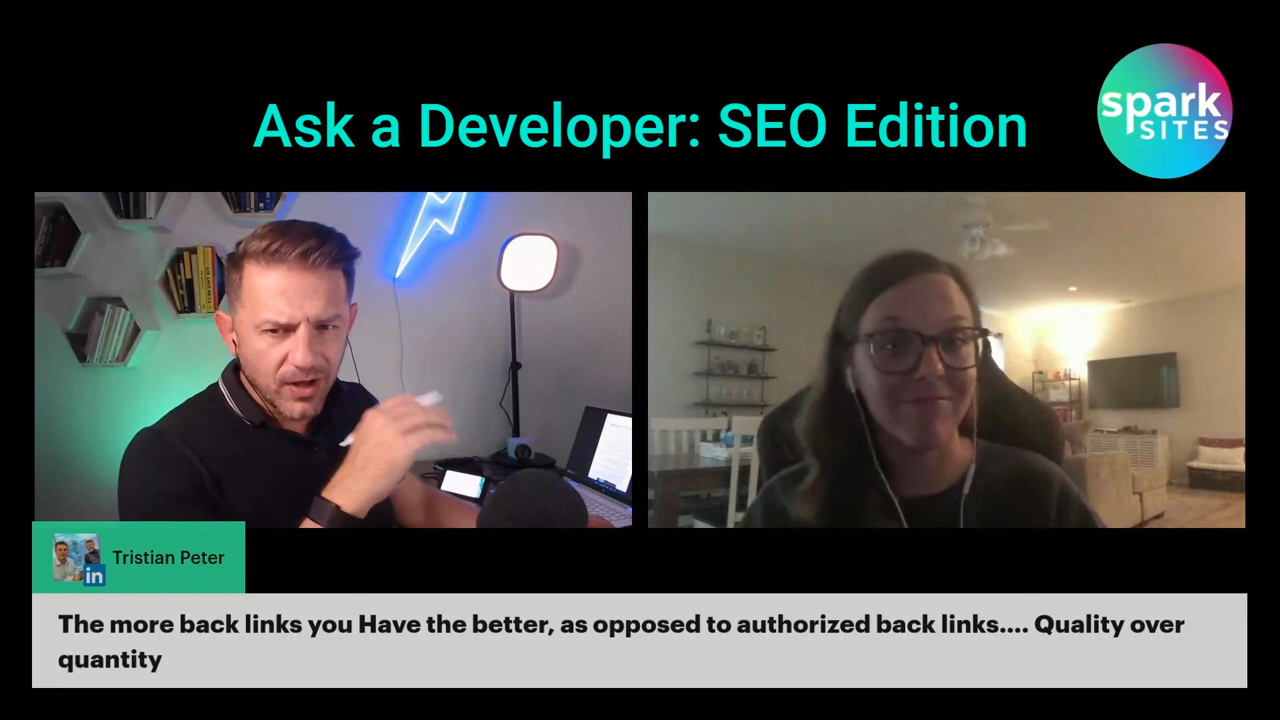 Ask a Developer: SEO Edition
spark
SITES
Tristian Peter
in
The more back links you Have the better, as opposed to authorized back links.... Quality over
quantity